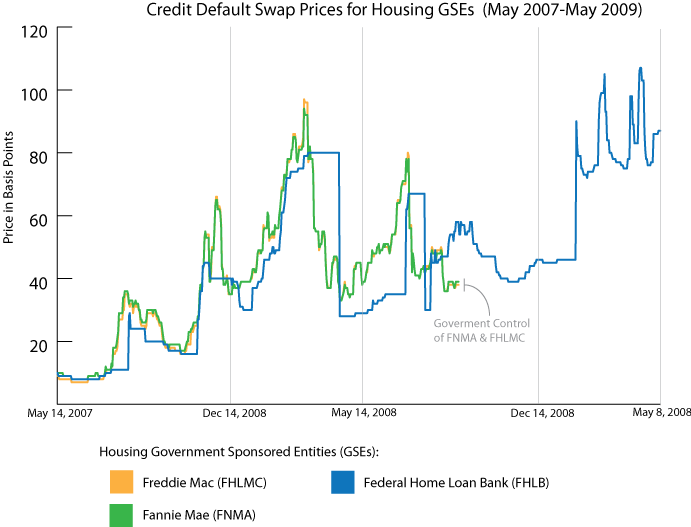 Credit Default Swap Prices for Housing GSEs (May 2007-May 2009)
120
100
80
60
40
20
Price in Basis Points
Goverment Control
of FNMA & FHLMC
May 14, 2007
Dec 14, 2008
May 14, 2008
Dec 14, 2008
May 8, 2008
Housing Government Sponsored Entities (GSEs):
Freddie Mac (FHLMC)
Federal Home Loan Bank (FHLB)
Fannie Mae (FNMA)